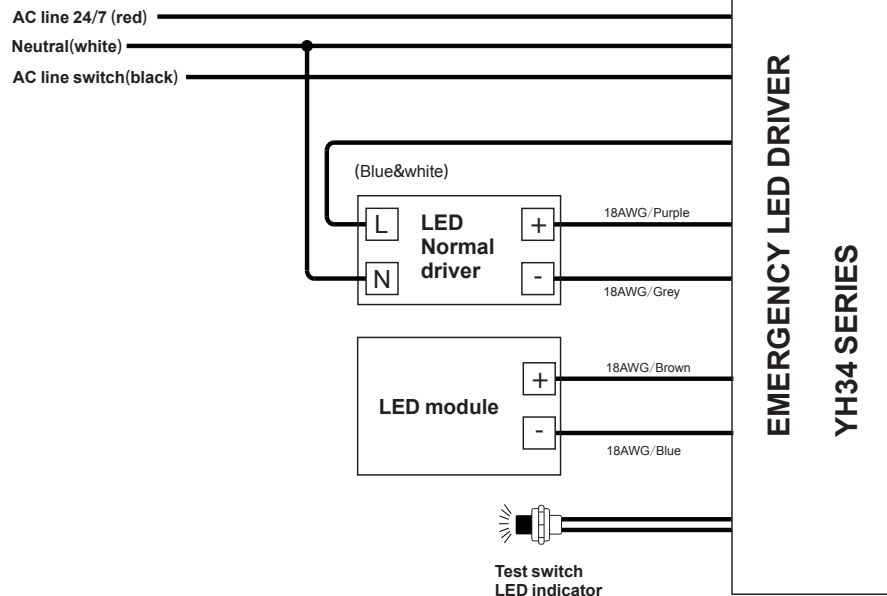 AC line 24/7 (red)
Neutral(white)
AC line switch(black)
(Blue&white)
L
LED
Normal
driver
+
18AWG/Purple
N
-
18AWG/Grey
LED module
+
18AWG/Brown
-
18AWG/Blue
Test switch
LED indicator
EMERGENCY LED DRIVER
YH34 SERIES